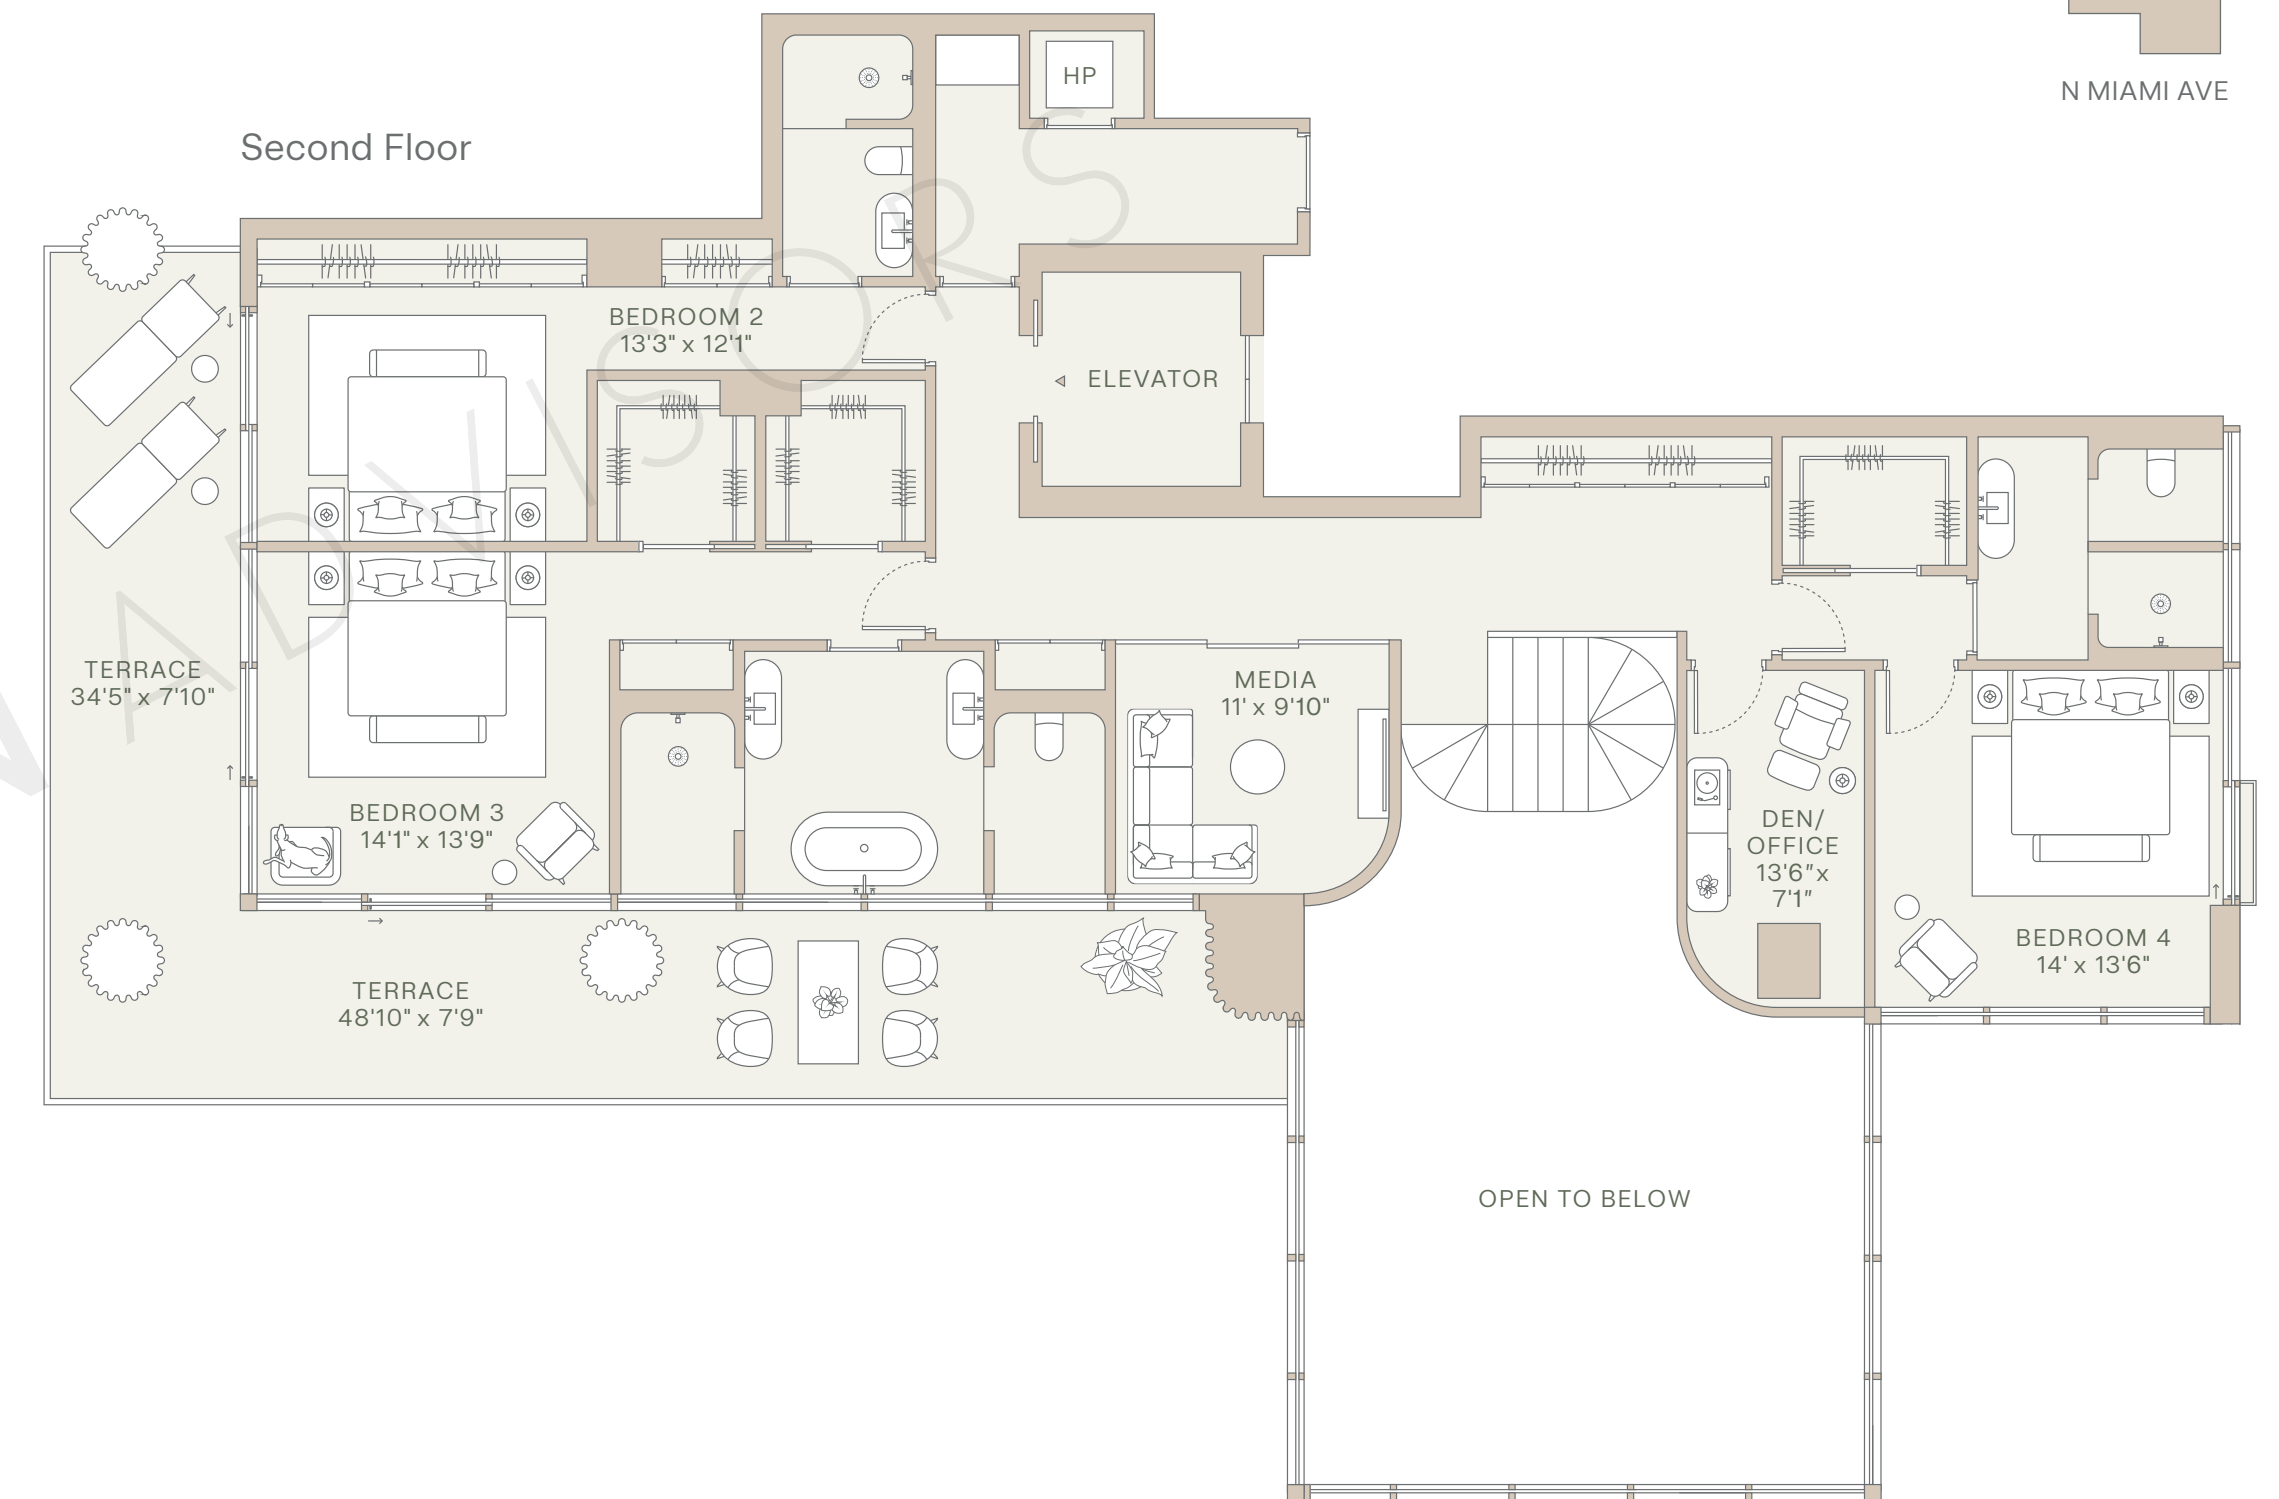 N MIAMI AVE
HP
Second Floor
BEDROOM 2
13'3" x 12'1"
ELEVATOR
TERRACE
34'5" x 7'10"
MEDIA
11' x 9'10"
BEDROOM 3
14'1" x 13'9"
DEN/
OFFICE
13'6” x
7'1”
BEDROOM 4
14' x 13'6"
TERRACE
48'10" x 7'9"
OPEN TO BELOW
ADVISORS